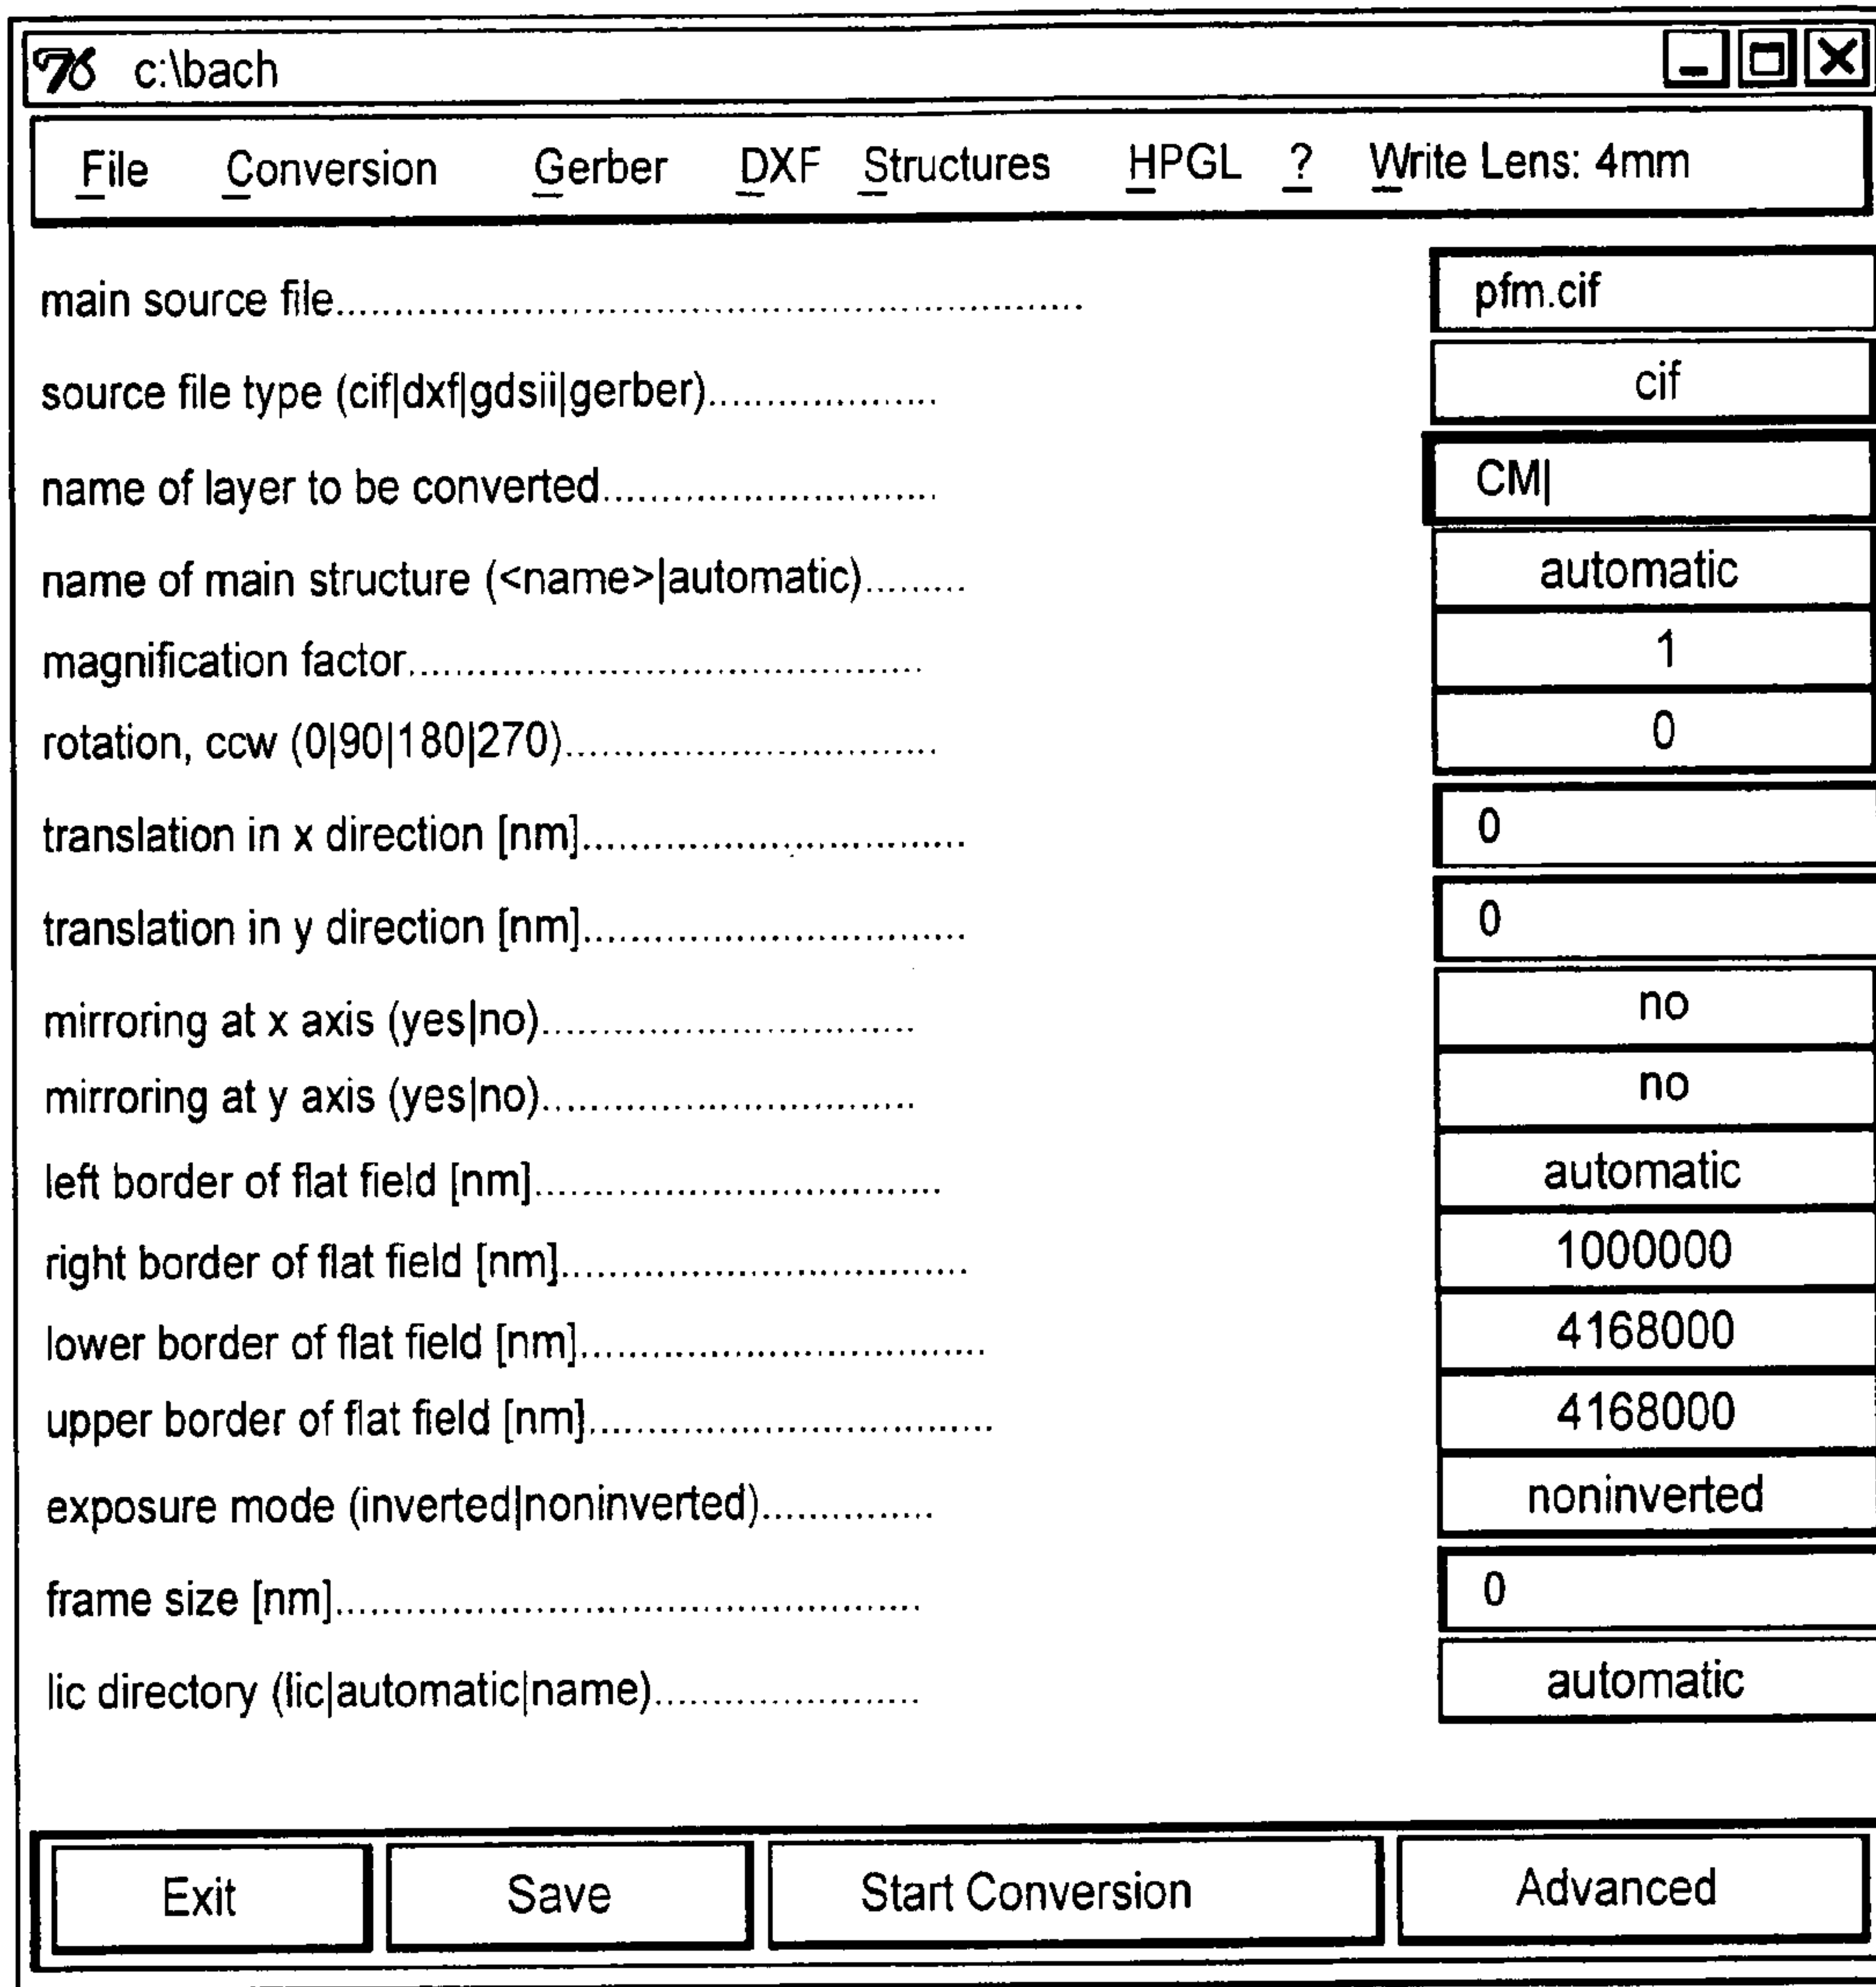 76 c:\bach
File Conversion Gerber DXF Structures HPGL ? Write Lens: 4mm
main source file................................................................ pfm.cif
source file type (cif|dxf|gdsii|gerber)................... cif
name of layer to be converted............................ CM|
name of main structure (<name>|automatic)......... automatic
magnification factor............................................ 1
rotation, ccw (0|90|180|270)................................ 0
translation in x direction [nm]................................ 0
translation in y direction [nm]................................ 0
mirroring at x axis (yes|no)................................ no
mirroring at y axis (yes|no)................................ no
left border of flat field [nm]................................... automatic
right border of flat field [nm]................................... 1000000
lower border of flat field [nm]................................... 4168000
upper border of flat field [nm]................................... 4168000
exposure mode (inverted|noninverted)............... noninverted
frame size [nm].................................................. 0
lic directory (lic|automatic|name)....................... automatic
Exit Save Start Conversion Advanced